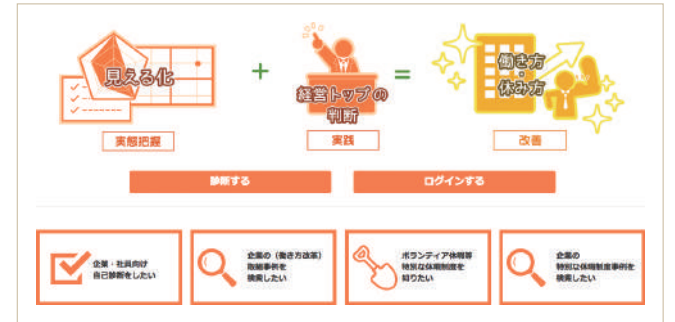 見える化
+
経営トップの
判断
=
働き方
・
休み方
実態把握
実践
改善
診断する
ログインする
企業・社員向け
自己診断をしたい
企業の（働き方改革）
取組事例を
検索したい
ボランティア休暇等
特別な休暇制度を
知りたい
企業の
特別な休暇制度事例を
検索したい